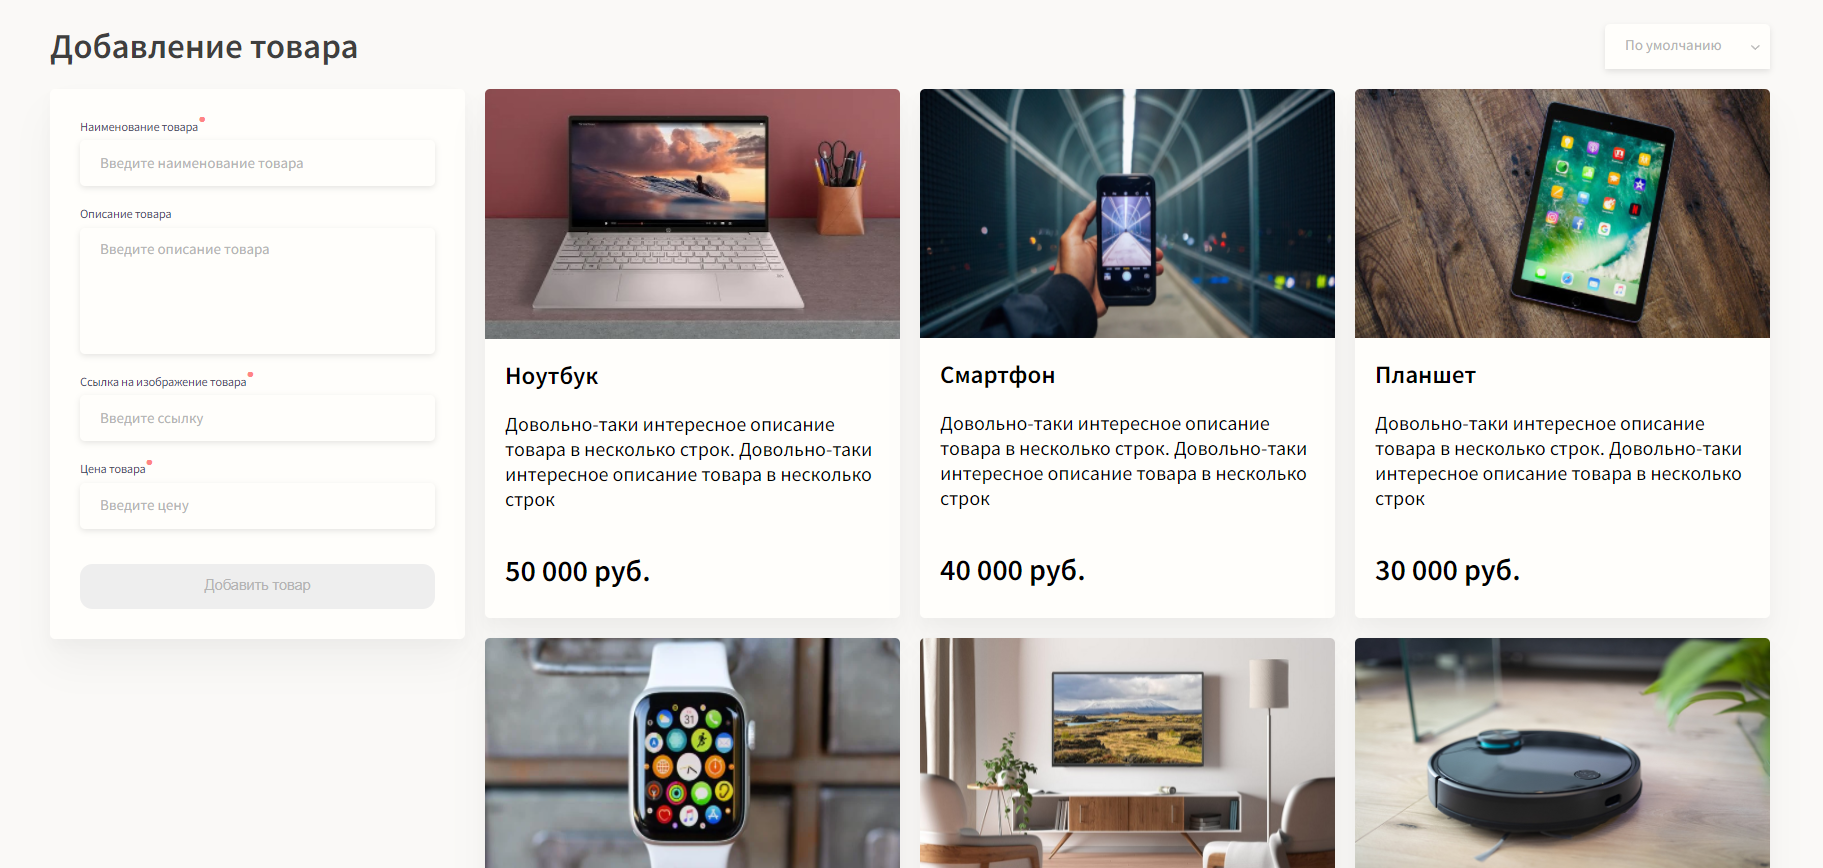 Добавление товара
По умолчанию
Наименование товара
Введите наименование товара
Описание товара
Введите описание товара
Ссылка на изображение товара
Введите ссылку
Цена товара
Введите цену
Добавить товар
Ноутбук
Довольно-таки интересное описание
товара в несколько строк. Довольно-таки
интересное описание товара в несколько
строк
50 000 руб.
Смартфон
Довольно-таки интересное описание
товара в несколько строк. Довольно-таки
интересное описание товара в несколько
строк
40 000 руб.
Планшет
Довольно-таки интересное описание
товара в несколько строк. Довольно-таки
интересное описание товара в несколько
строк
30 000 руб.
31